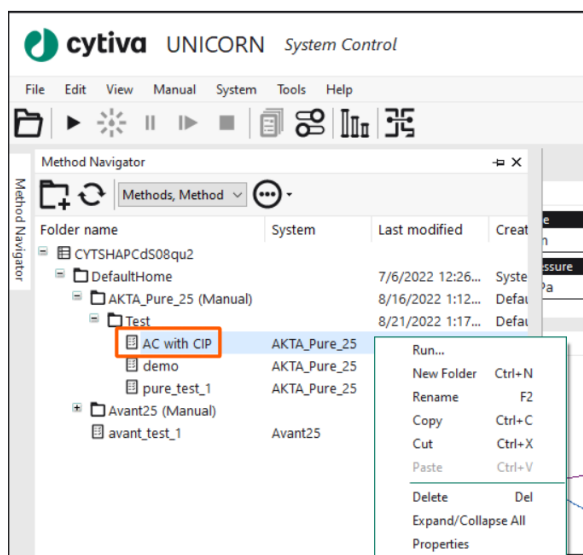 cytiva UNICORN System Control
File Edit View Manual System Tools Help
Method Navigator
Method Navigator
Methods, Method
Folder name System Last modified Creat
CYTSHAPCdS08qu2
DefaultHome 7/6/2022 12:26... Syste
AKTA_Pure_25 (Manual) 8/16/2022 1:12... Defau
Test 8/21/2022 1:17... Defau
AC with CIP AKTA_Pure_25
demo AKTA_Pure_25
pure_test_1 AKTA_Pure_25
Avant25 (Manual)
avant_test_1 Avant25
Run...
New Folder Ctrl+N
Rename F2
Copy Ctrl+C
Cut Ctrl+X
Paste Ctrl+V
Delete Del
Expand/Collapse All
Properties
e
n
ssure
Pa